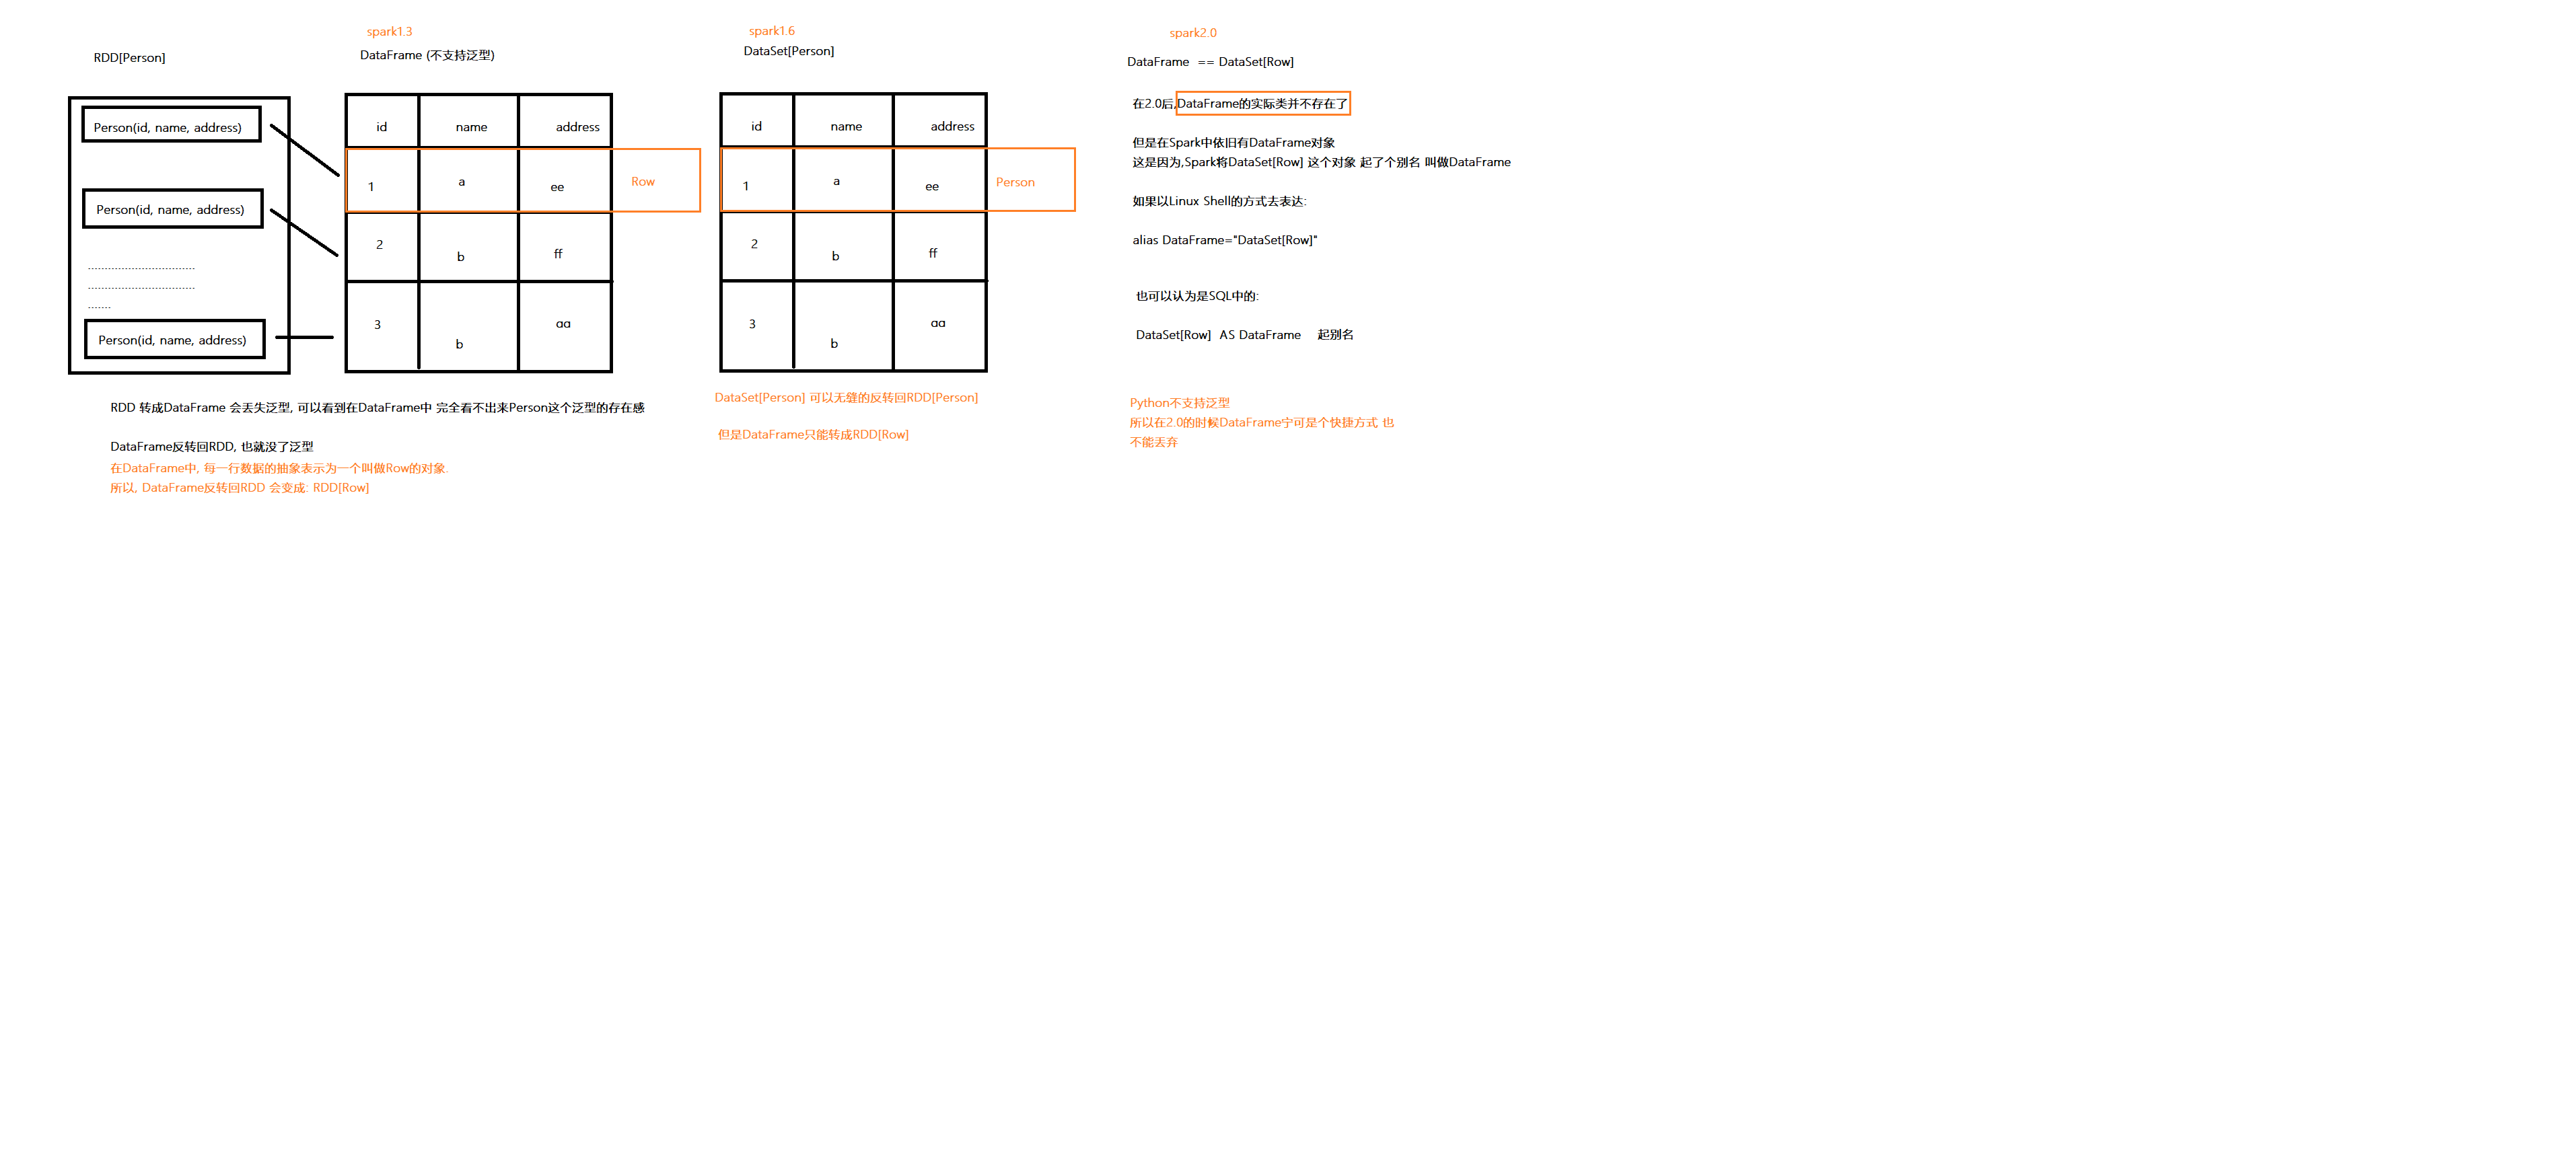 RDD[Person]
Person(id, name, address)
Person(id, name, address)
--------------------------------
--------------------------------
-------
Person(id, name, address)
spark1.3
DataFrame (不支持泛型)
id name address
1 a ee Row
2 b ff
3 b aa
RDD 转成DataFrame 会丢失泛型, 可以看到在DataFrame中 完全看不出来Person这个泛型的存在感
DataFrame反转回RDD, 也就没了泛型
在DataFrame中, 每一行数据的抽象表示为一个叫做Row的对象.
所以, DataFrame反转回RDD 会变成: RDD[Row]
spark1.6
DataSet[Person]
id name address
1 a ee Person
2 b ff
3 b aa
DataSet[Person] 可以无缝的反转回RDD[Person]
但是DataFrame只能转成RDD[Row]
spark2.0
DataFrame == DataSet[Row]
在2.0后,DataFrame的实际类并不存在了
但是在Spark中依旧有DataFrame对象
这是因为,Spark将DataSet[Row] 这个对象 起了个别名 叫做DataFrame
如果以Linux Shell的方式去表达:
alias DataFrame="DataSet[Row]"
也可以认为是SQL中的:
DataSet[Row] AS DataFrame 起别名
Python不支持泛型
所以在2.0的时候DataFrame宁可是个快捷方式 也
不能丢弃